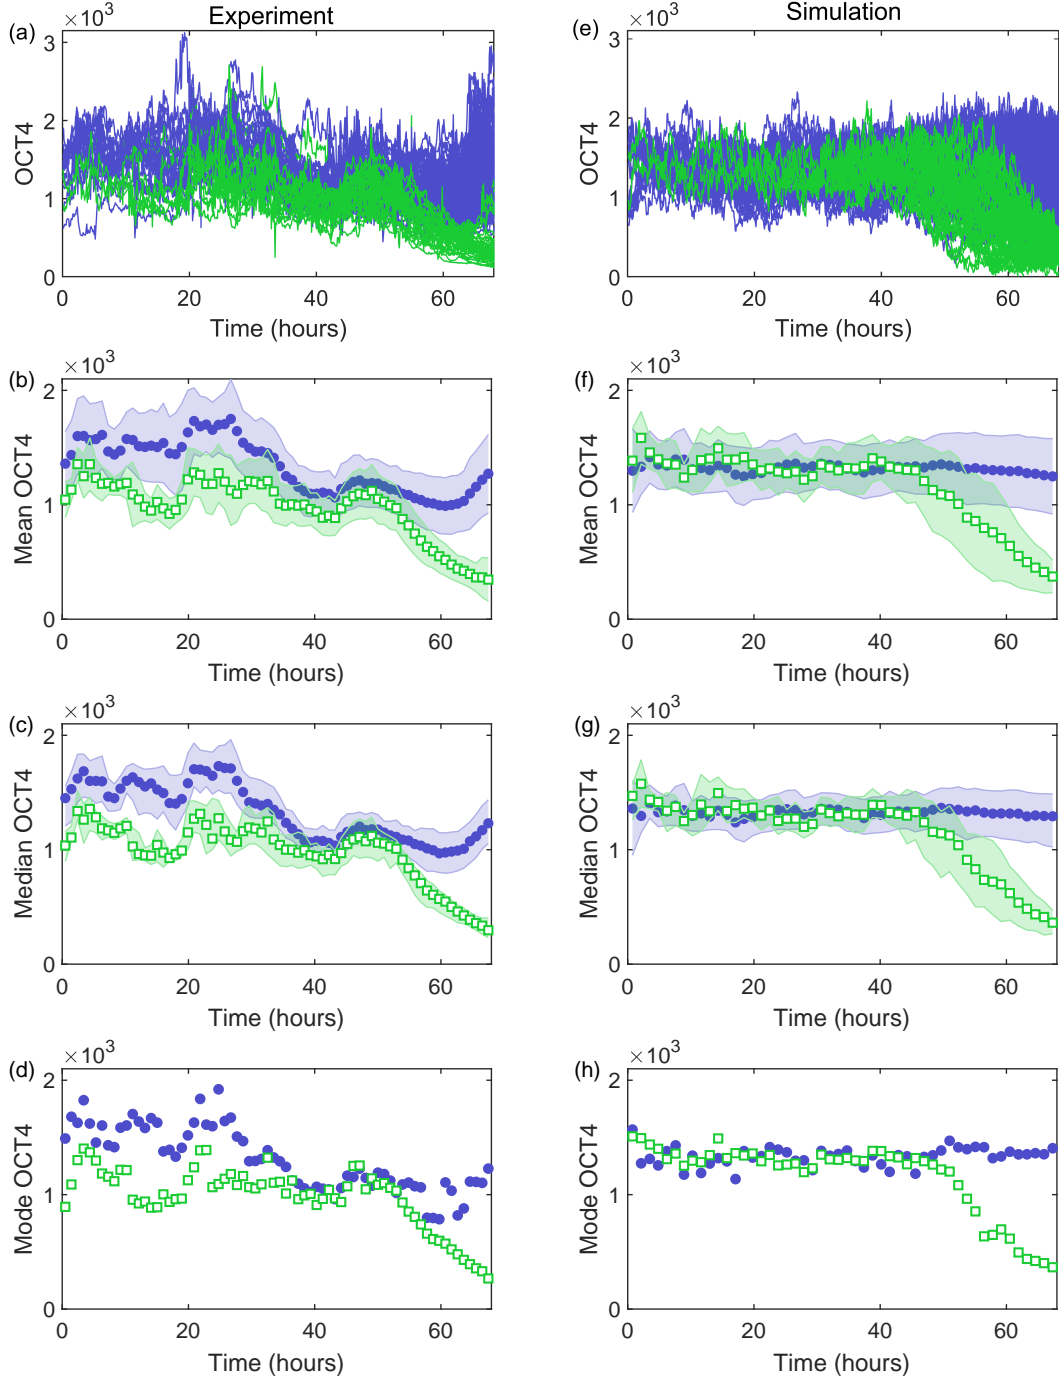 Experiment
(a)
×10³
OCT4
3
2
1
0
0 20 40 60
Time (hours)
(b)
×10³
Mean OCT4
2
1
0
0 20 40 60
Time (hours)
(c)
×10³
Median OCT4
2
1
0
0 20 40 60
Time (hours)
(d)
×10³
Mode OCT4
2
1
0
0 20 40 60
Time (hours)
Simulation
(e)
×10³
OCT4
3
2
1
0
0 20 40 60
Time (hours)
(f)
×10³
Mean OCT4
2
1
0
0 20 40 60
Time (hours)
(g)
×10³
Median OCT4
2
1
0
0 20 40 60
Time (hours)
(h)
×10³
Mode OCT4
2
1
0
0 20 40 60
Time (hours)